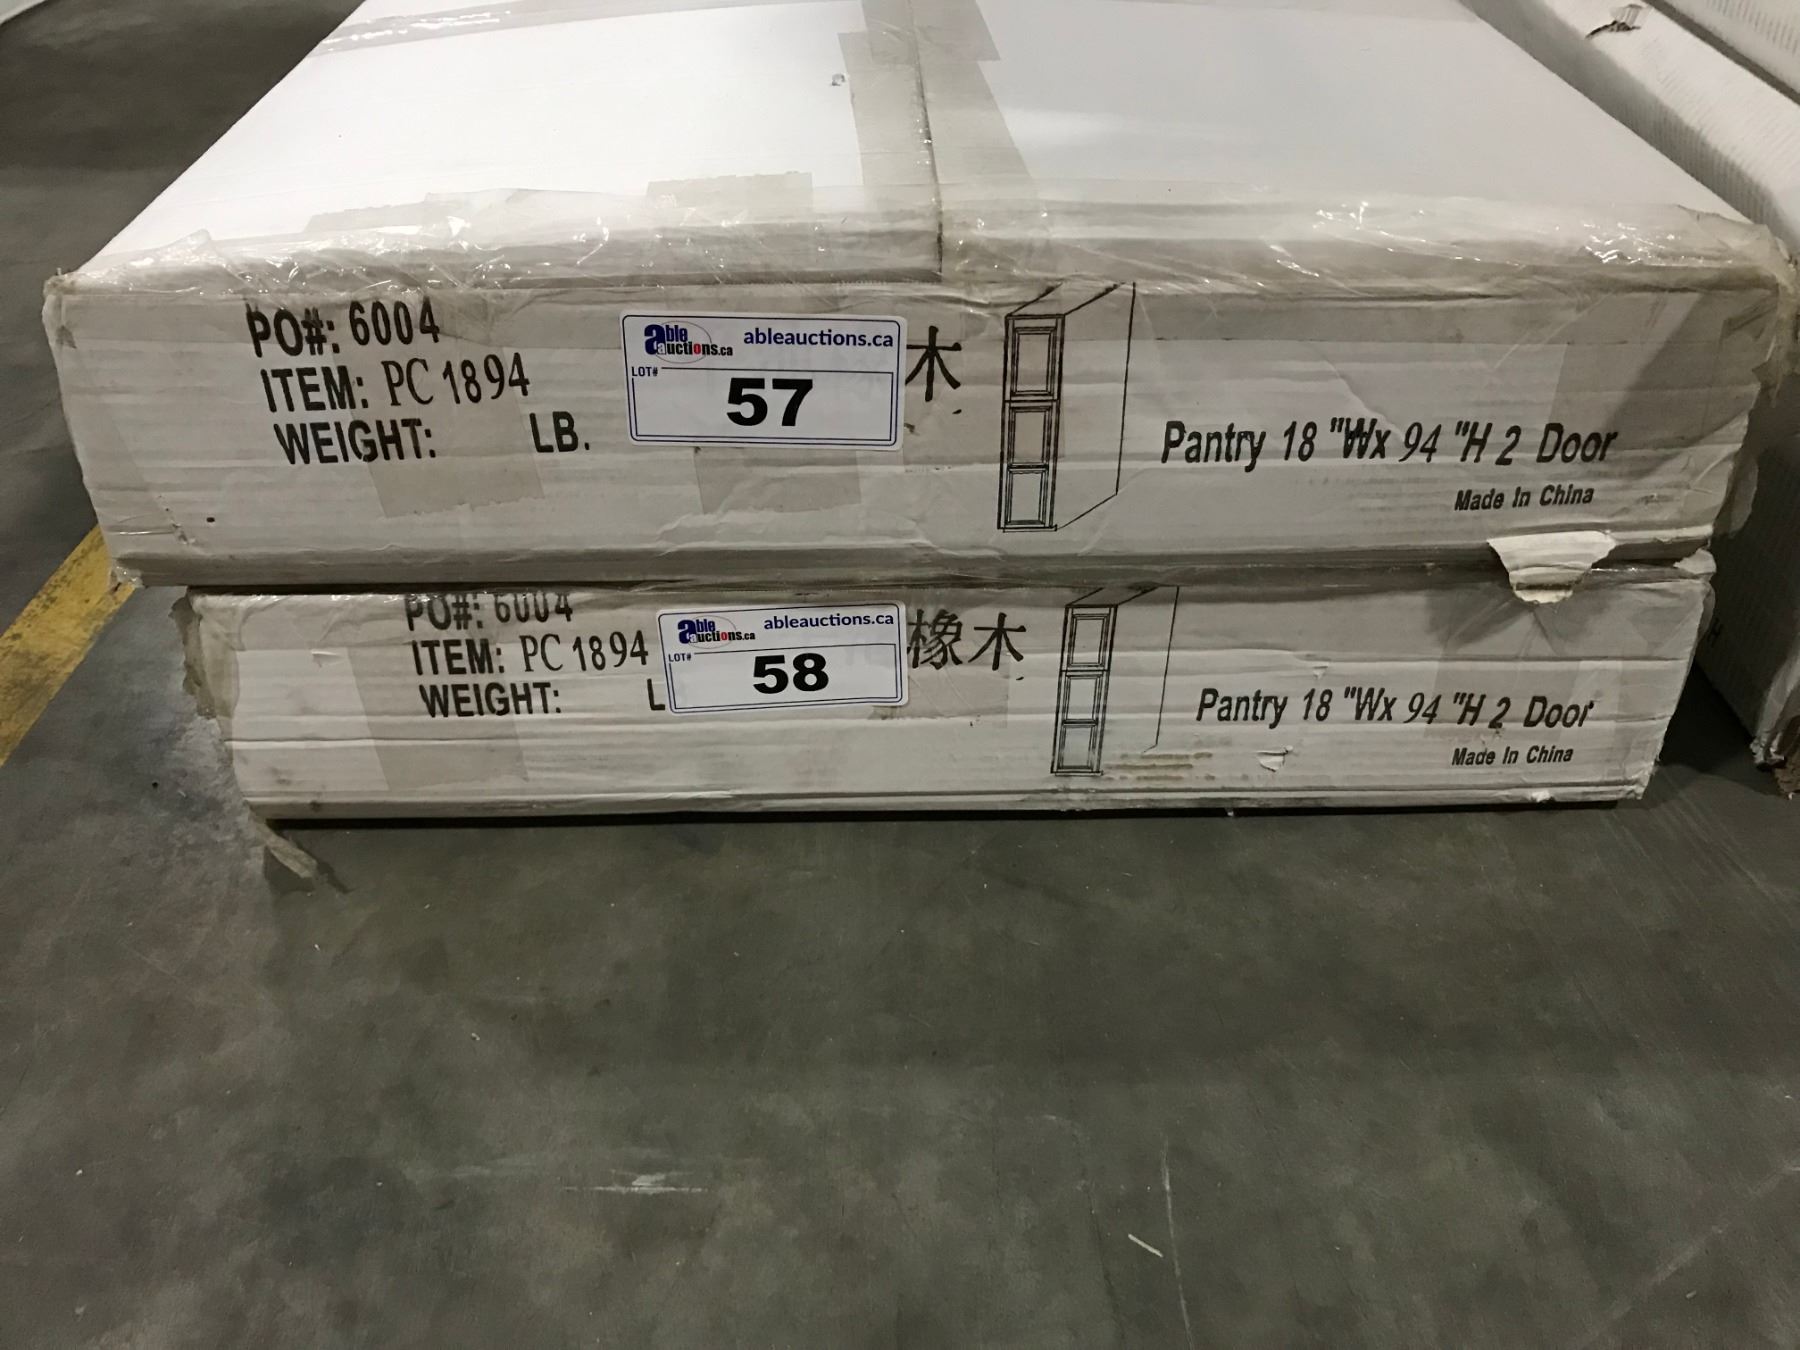 PO#: 6004
ITEM: PC 1894
WEIGHT: LB.
able auctions.ca
ableauctions.ca
LOT#
57
木
Pantry 18 "Wx 94 "H 2 Door
Made In China
PO#: 6004
ITEM: PC 1894
WEIGHT: L
able auctions.ca
ableauctions.ca
LOT#
58
橡木
Pantry 18 "Wx 94 "H 2 Door
Made In China